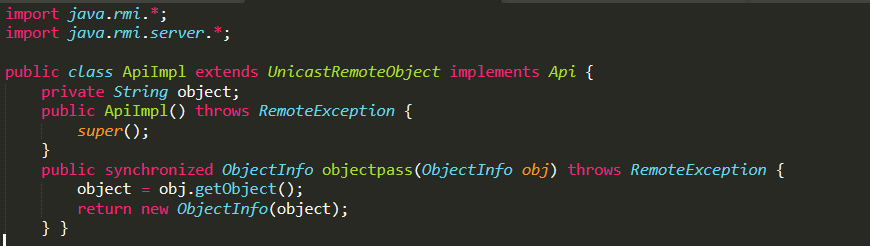 import java.rmi.*;
import java.rmi.server.*;
public class ApiImpl extends UnicastRemoteObject implements Api {
private String object;
public ApiImpl() throws RemoteException {
super();
}
public synchronized ObjectInfo objectpass(ObjectInfo obj) throws RemoteException {
object = obj.getObject();
return new ObjectInfo(object);
} }